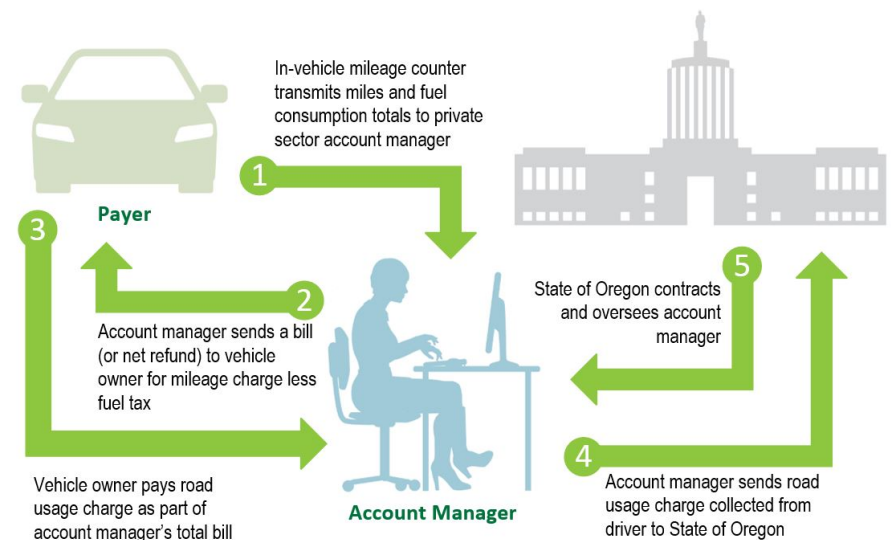 In-vehicle mileage counter
transmits miles and fuel
consumption totals to private
sector account manager
1
Payer
3
2
Account manager sends a bill
(or net refund) to vehicle
owner for mileage charge less
fuel tax
5
State of Oregon contracts
and oversees account
manager
4
Vehicle owner pays road
usage charge as part of
account manager's total bill
Account Manager
Account manager sends road
usage charge collected from
driver to State of Oregon